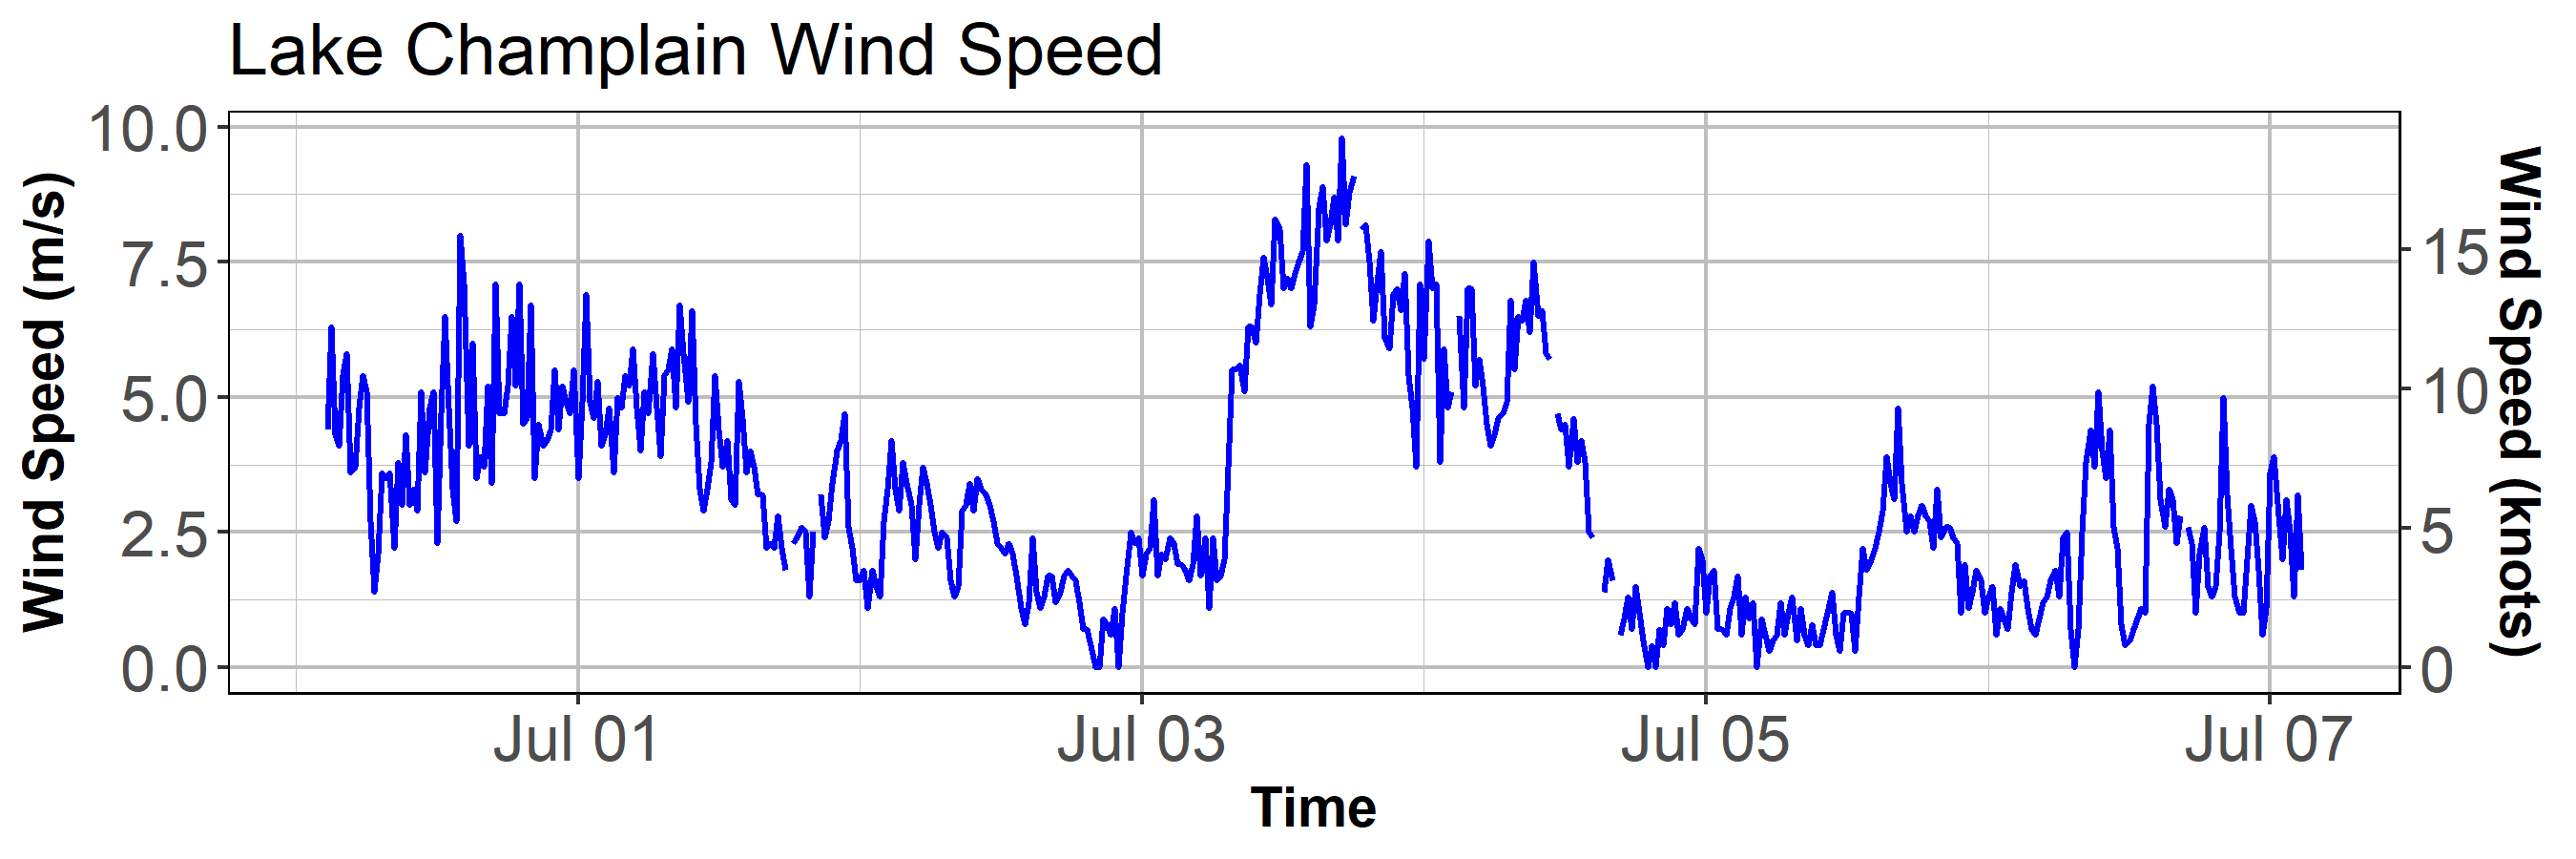 Lake Champlain Wind Speed
Wind Speed (m/s)
10.0
7.5
5.0
2.5
0.0
Wind Speed (knots)
15
10
5
0
Jul 01
Jul 03
Jul 05
Jul 07
Time